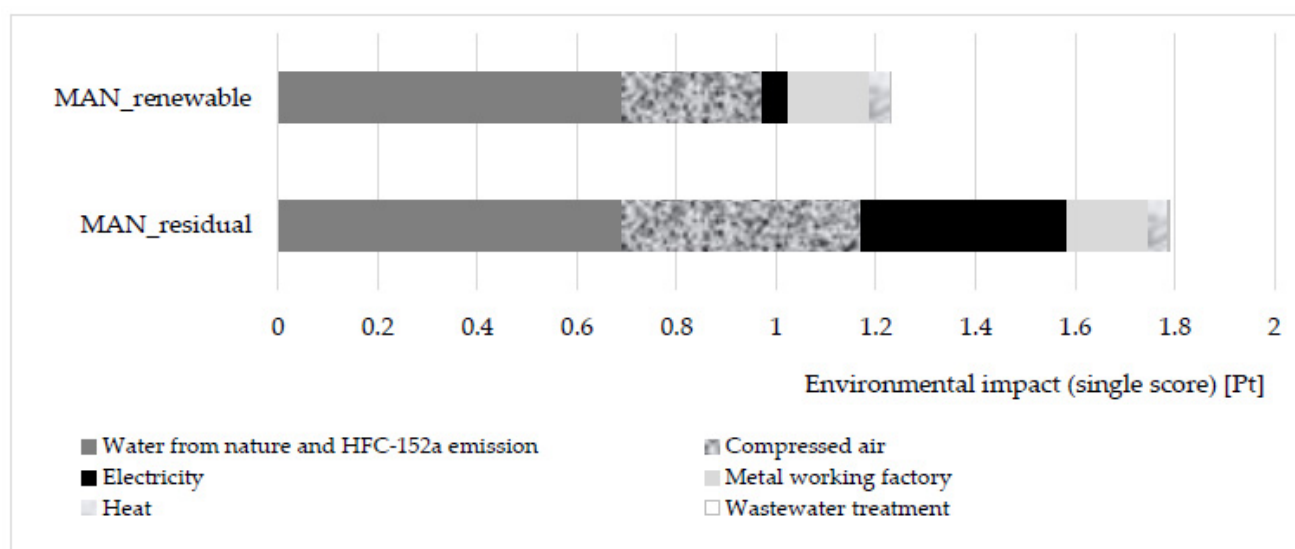 MAN_renewable
MAN_residual
0 0.2 0.4 0.6 0.8 1 1.2 1.4 1.6 1.8 2
Environmental impact (single score) [Pt]
Water from nature and HFC-152a emission
Compressed air
Electricity
Metal working factory
Heat
Wastewater treatment